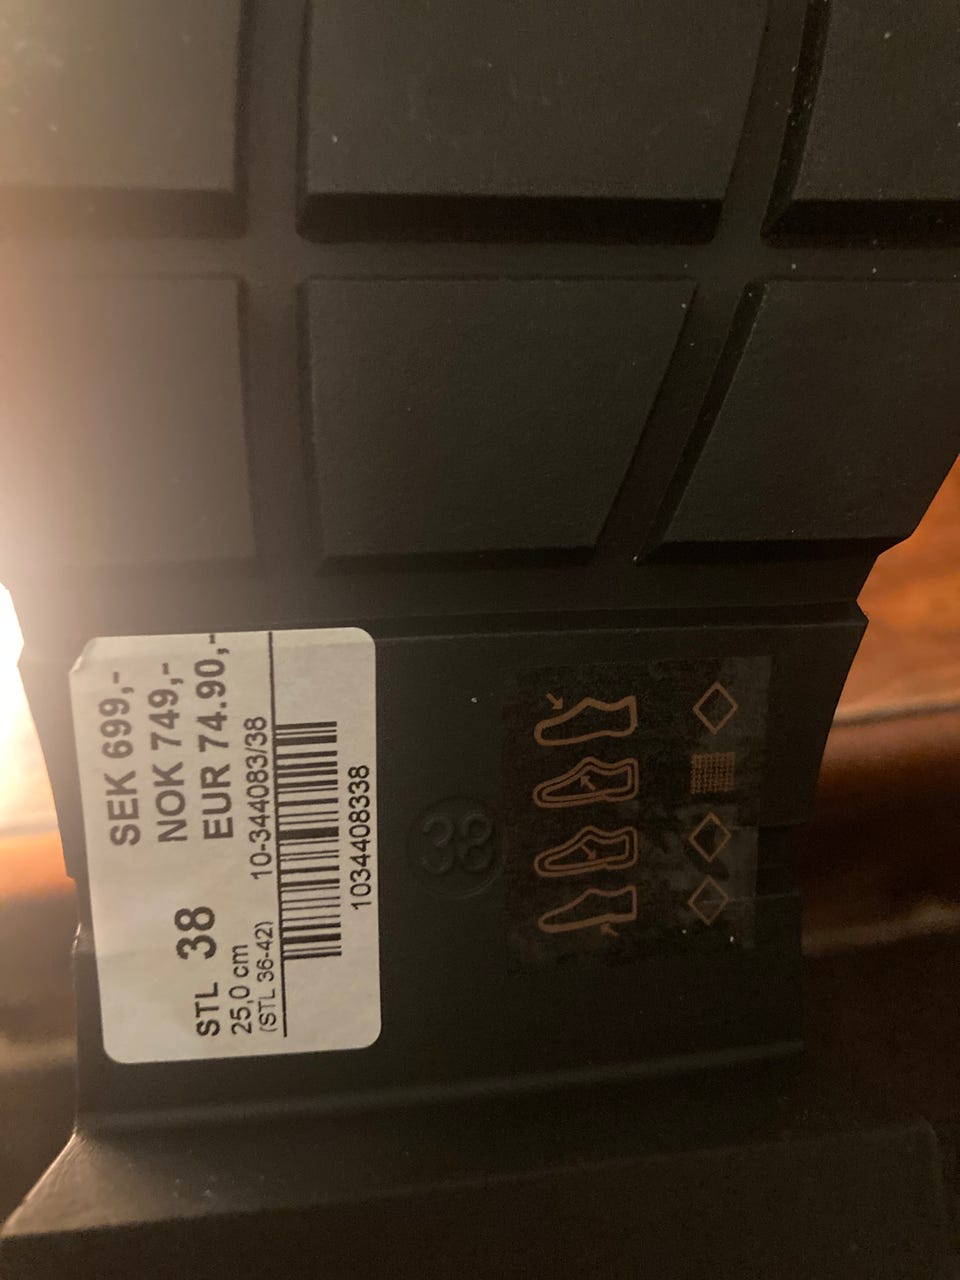 SEK 699,-
NOK 749,-
EUR 74.90,-
STL 38
25,0 cm
(STL 36-42) 10-344083/38
1034408338
38